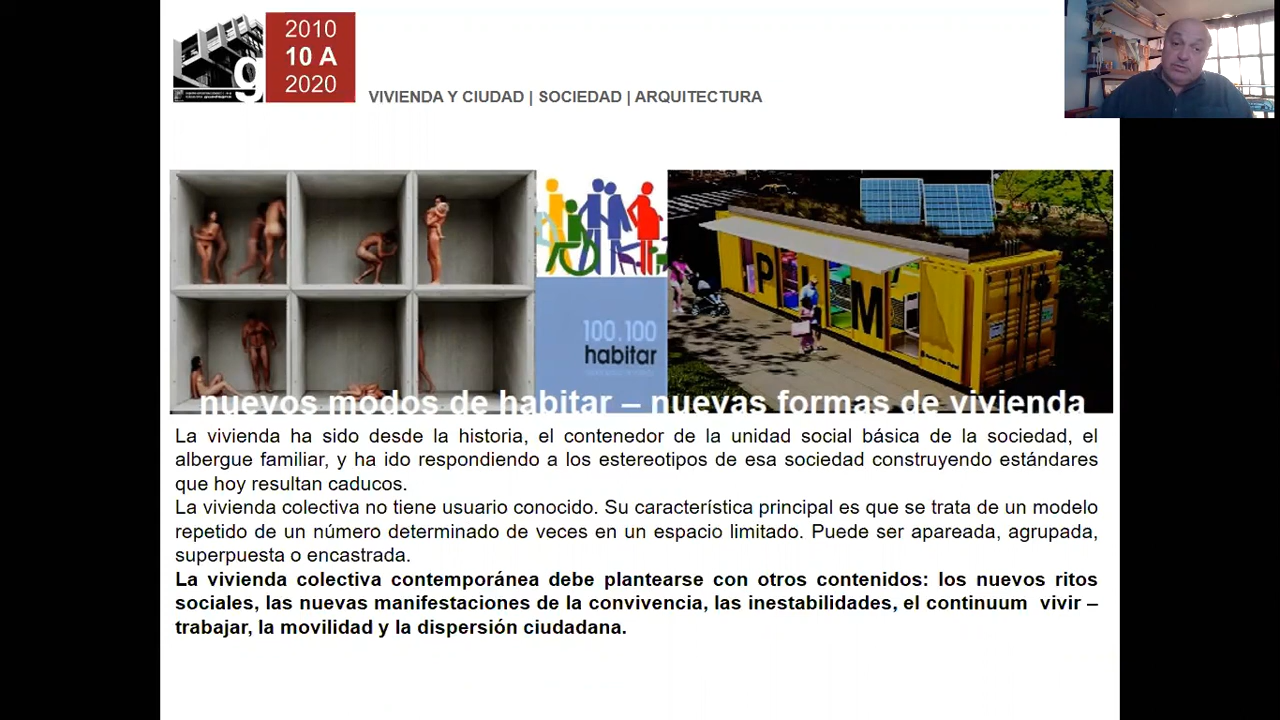 2010
10 A
2020
g
VIVIENDA Y CIUDAD | SOCIEDAD | ARQUITECTURA
100.100
habitar
P L M
nuevos modos de habitar – nuevas formas de vivienda
La vivienda ha sido desde la historia, el contenedor de la unidad social básica de la sociedad, el
albergue familiar, y ha ido respondiendo a los estereotipos de esa sociedad construyendo estándares
que hoy resultan caducos.
La vivienda colectiva no tiene usuario conocido. Su característica principal es que se trata de un modelo
repetido de un número determinado de veces en un espacio limitado. Puede ser apareada, agrupada,
superpuesta o encastrada.
La vivienda colectiva contemporánea debe plantearse con otros contenidos: los nuevos ritos
sociales, las nuevas manifestaciones de la convivencia, las inestabilidades, el continuum vivir –
trabajar, la movilidad y la dispersión ciudadana.